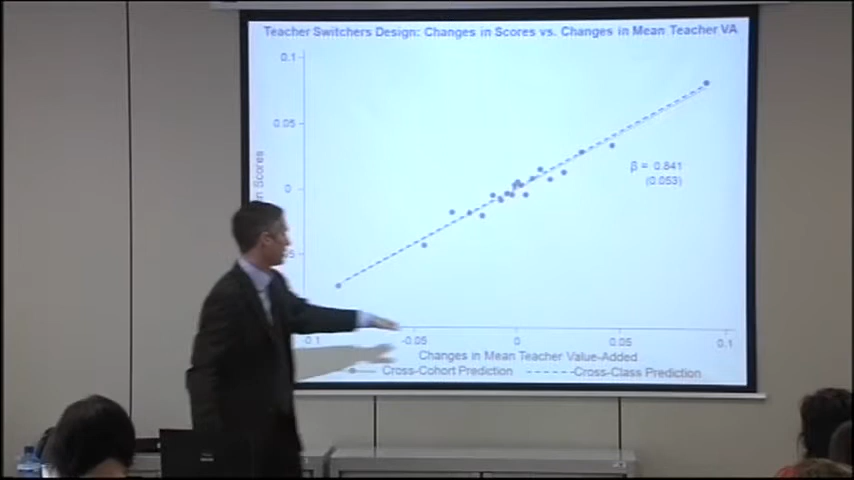 Teacher Switchers Design: Changes in Scores vs. Changes in Mean Teacher VA
0.1
0.05
Scores
0
β = 0.841
(0.053)
-0.05
0
0.05
0.1
Changes in Mean Teacher Value-Added
Cross-Cohort Prediction
Cross-Class Prediction